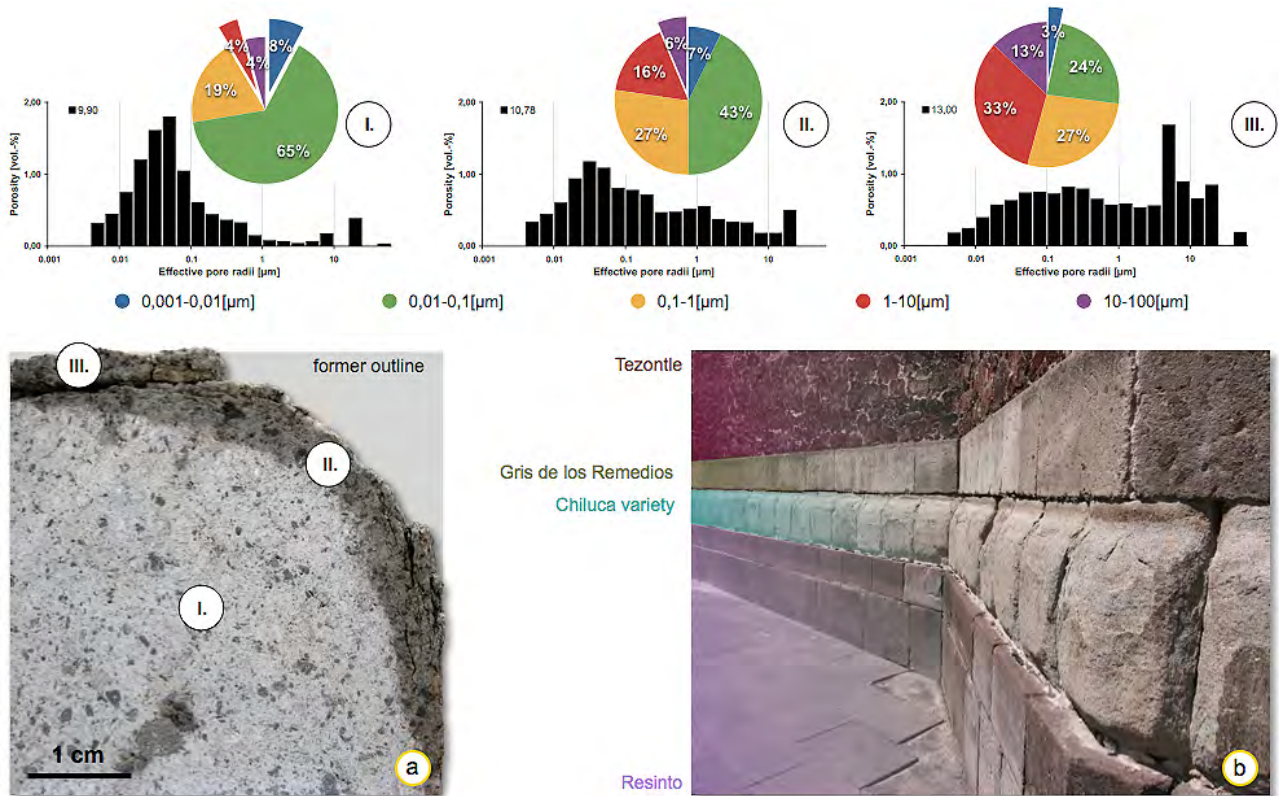 4%
4%
8%
19%
65%
I.
2,00
1,00
0,00
Porosity [vol.-%]
9,90
0.001
0.01
0.1
1
10
Effective pore radii [µm]
6%
7%
16%
43%
27%
II.
2,00
1,00
0,00
Porosity [vol.-%]
10,78
0.001
0.01
0.1
1
10
Effective pore radii [µm]
3%
13%
24%
33%
27%
III.
2,00
1,00
0,00
Porosity [vol.-%]
13,00
0.001
0.01
0.1
1
10
Effective pore radii [µm]
0,001-0,01[µm]
0,01-0,1[µm]
0,1-1[µm]
1-10[µm]
10-100[µm]
III.
former outline
II.
I.
1 cm
a
Tezontle
Gris de los Remedios
Chiluca variety
Resinto
b